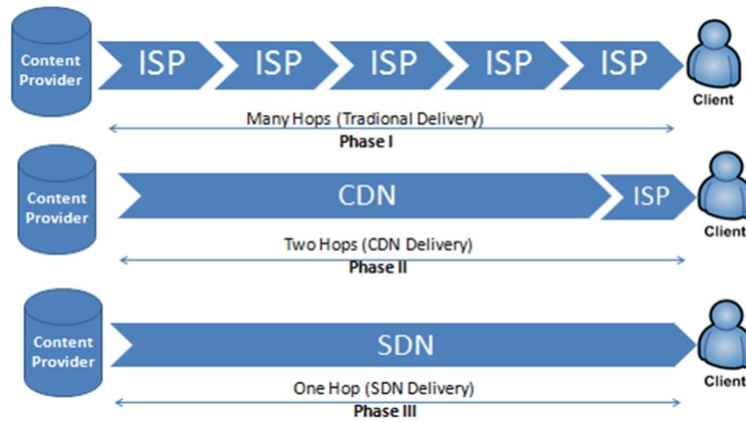 Content
Provider
ISP ISP ISP ISP ISP
Client
Many Hops (Tradional Delivery)
Phase I
Content
Provider
CDN ISP
Client
Two Hops (CDN Delivery)
Phase II
Content
Provider
SDN
Client
One Hop (SDN Delivery)
Phase III